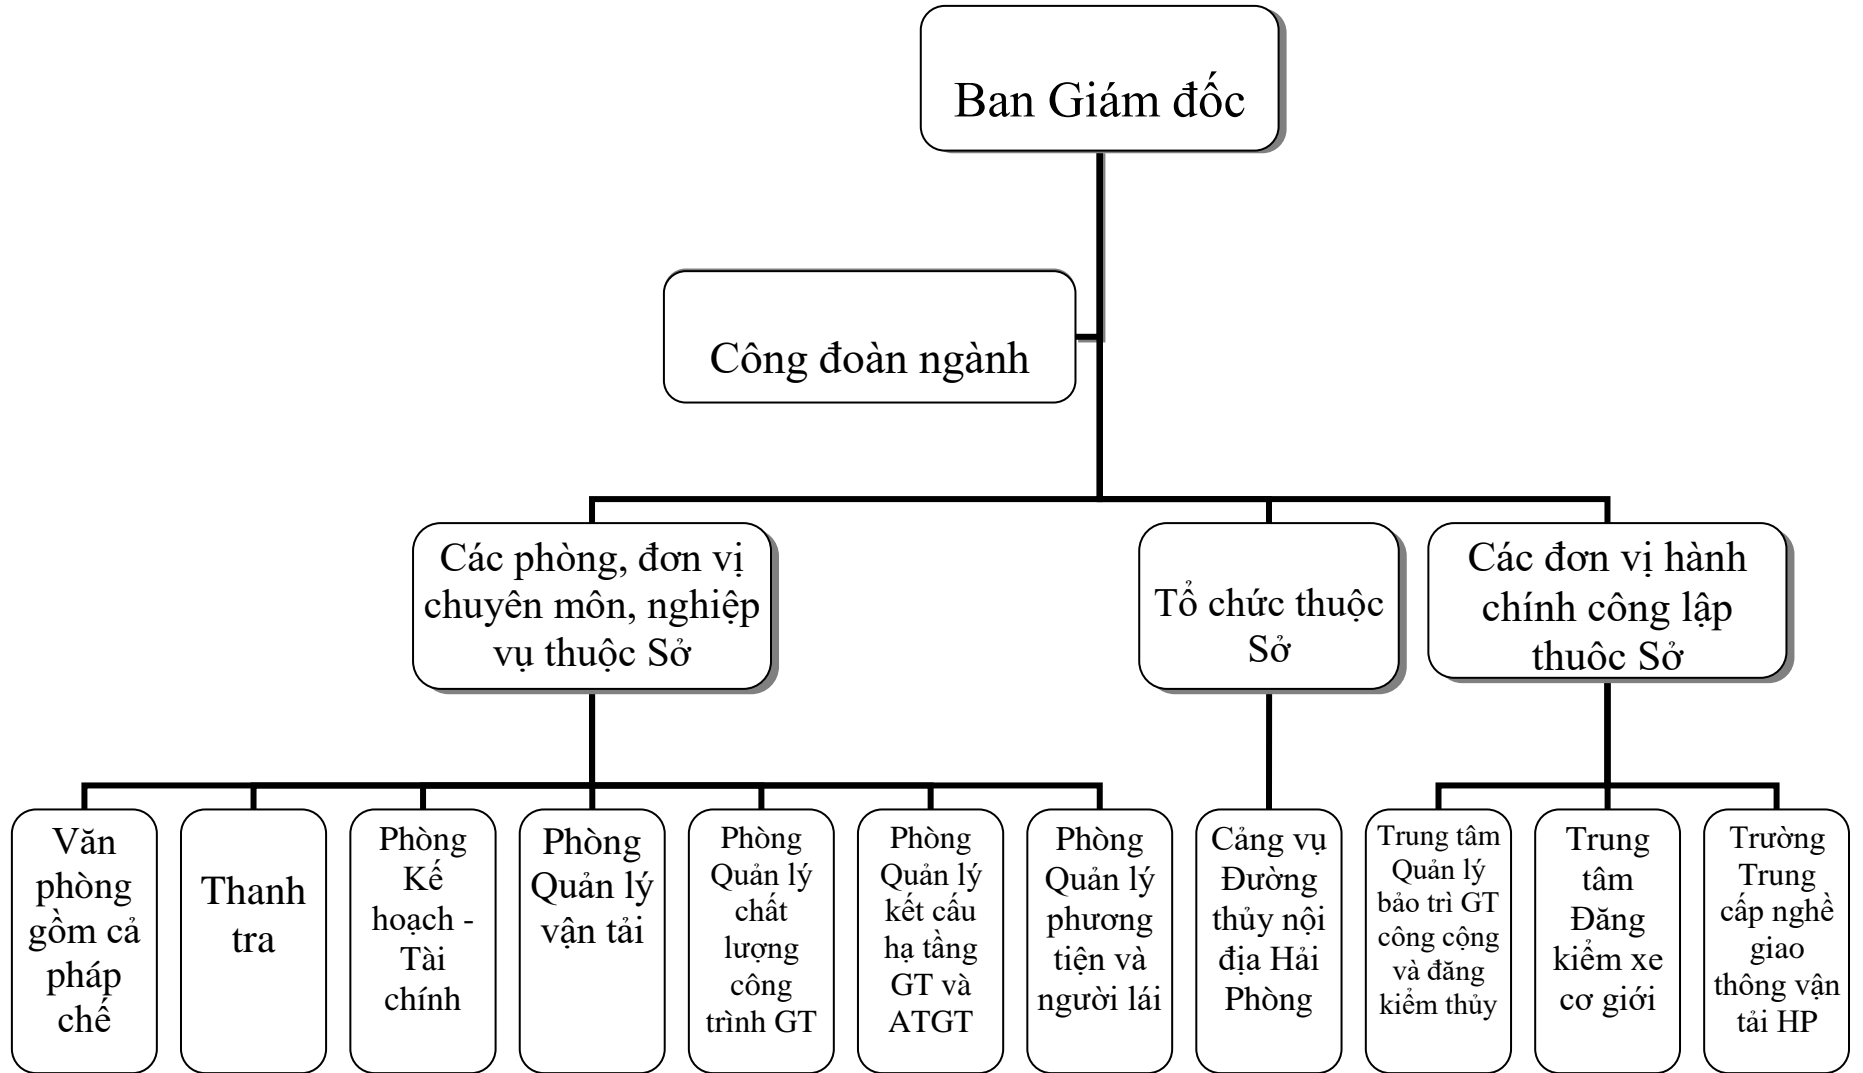 Ban Giám đốc
Công đoàn ngành
Các phòng, đơn vị
chuyên môn, nghiệp
vụ thuộc Sở
Tổ chức thuộc
Sở
Các đơn vị hành
chính công lập
thuôc Sở
Văn
phòng
gồm cả
pháp
chế
Thanh
tra
Phòng
Kế
hoạch -
Tài
chính
Phòng
Quản lý
vận tải
Phòng
Quản lý
chất
lượng
công
trình GT
Phòng
Quản lý
kết cấu
hạ tầng
GT và
ATGT
Phòng
Quản lý
phương
tiện và
người lái
Cảng vụ
Đường
thủy nội
địa Hải
Phòng
Trung tâm
Quản lý
bảo trì GT
công cộng
và đăng
kiểm thủy
Trung
tâm
Đăng
kiểm xe
cơ giới
Trường
Trung
cấp nghề
giao
thông vận
tải HP